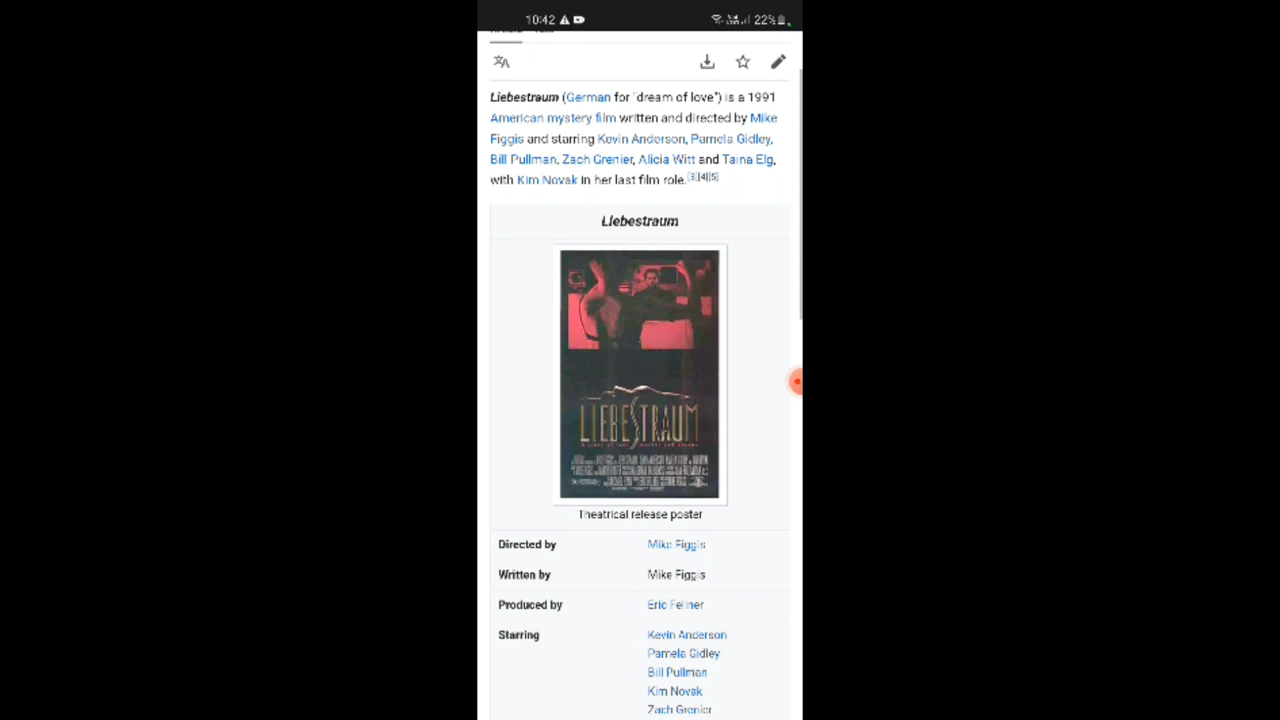 10:42
22%
Liebestraum (German for "dream of love") is a 1991
American mystery film written and directed by Mike
Figgis and starring Kevin Anderson, Pamela Gidley,
Bill Pullman, Zach Grenier, Alicia Witt and Taina Elg,
with Kim Novak in her last film role.[3][4][5]
Liebestraum
LIEBESTRAUM
Theatrical release poster
Directed by
Mike Figgis
Written by
Mike Figgis
Produced by
Eric Fellner
Starring
Kevin Anderson
Pamela Gidley
Bill Pullman
Kim Novak
Zach Grenier